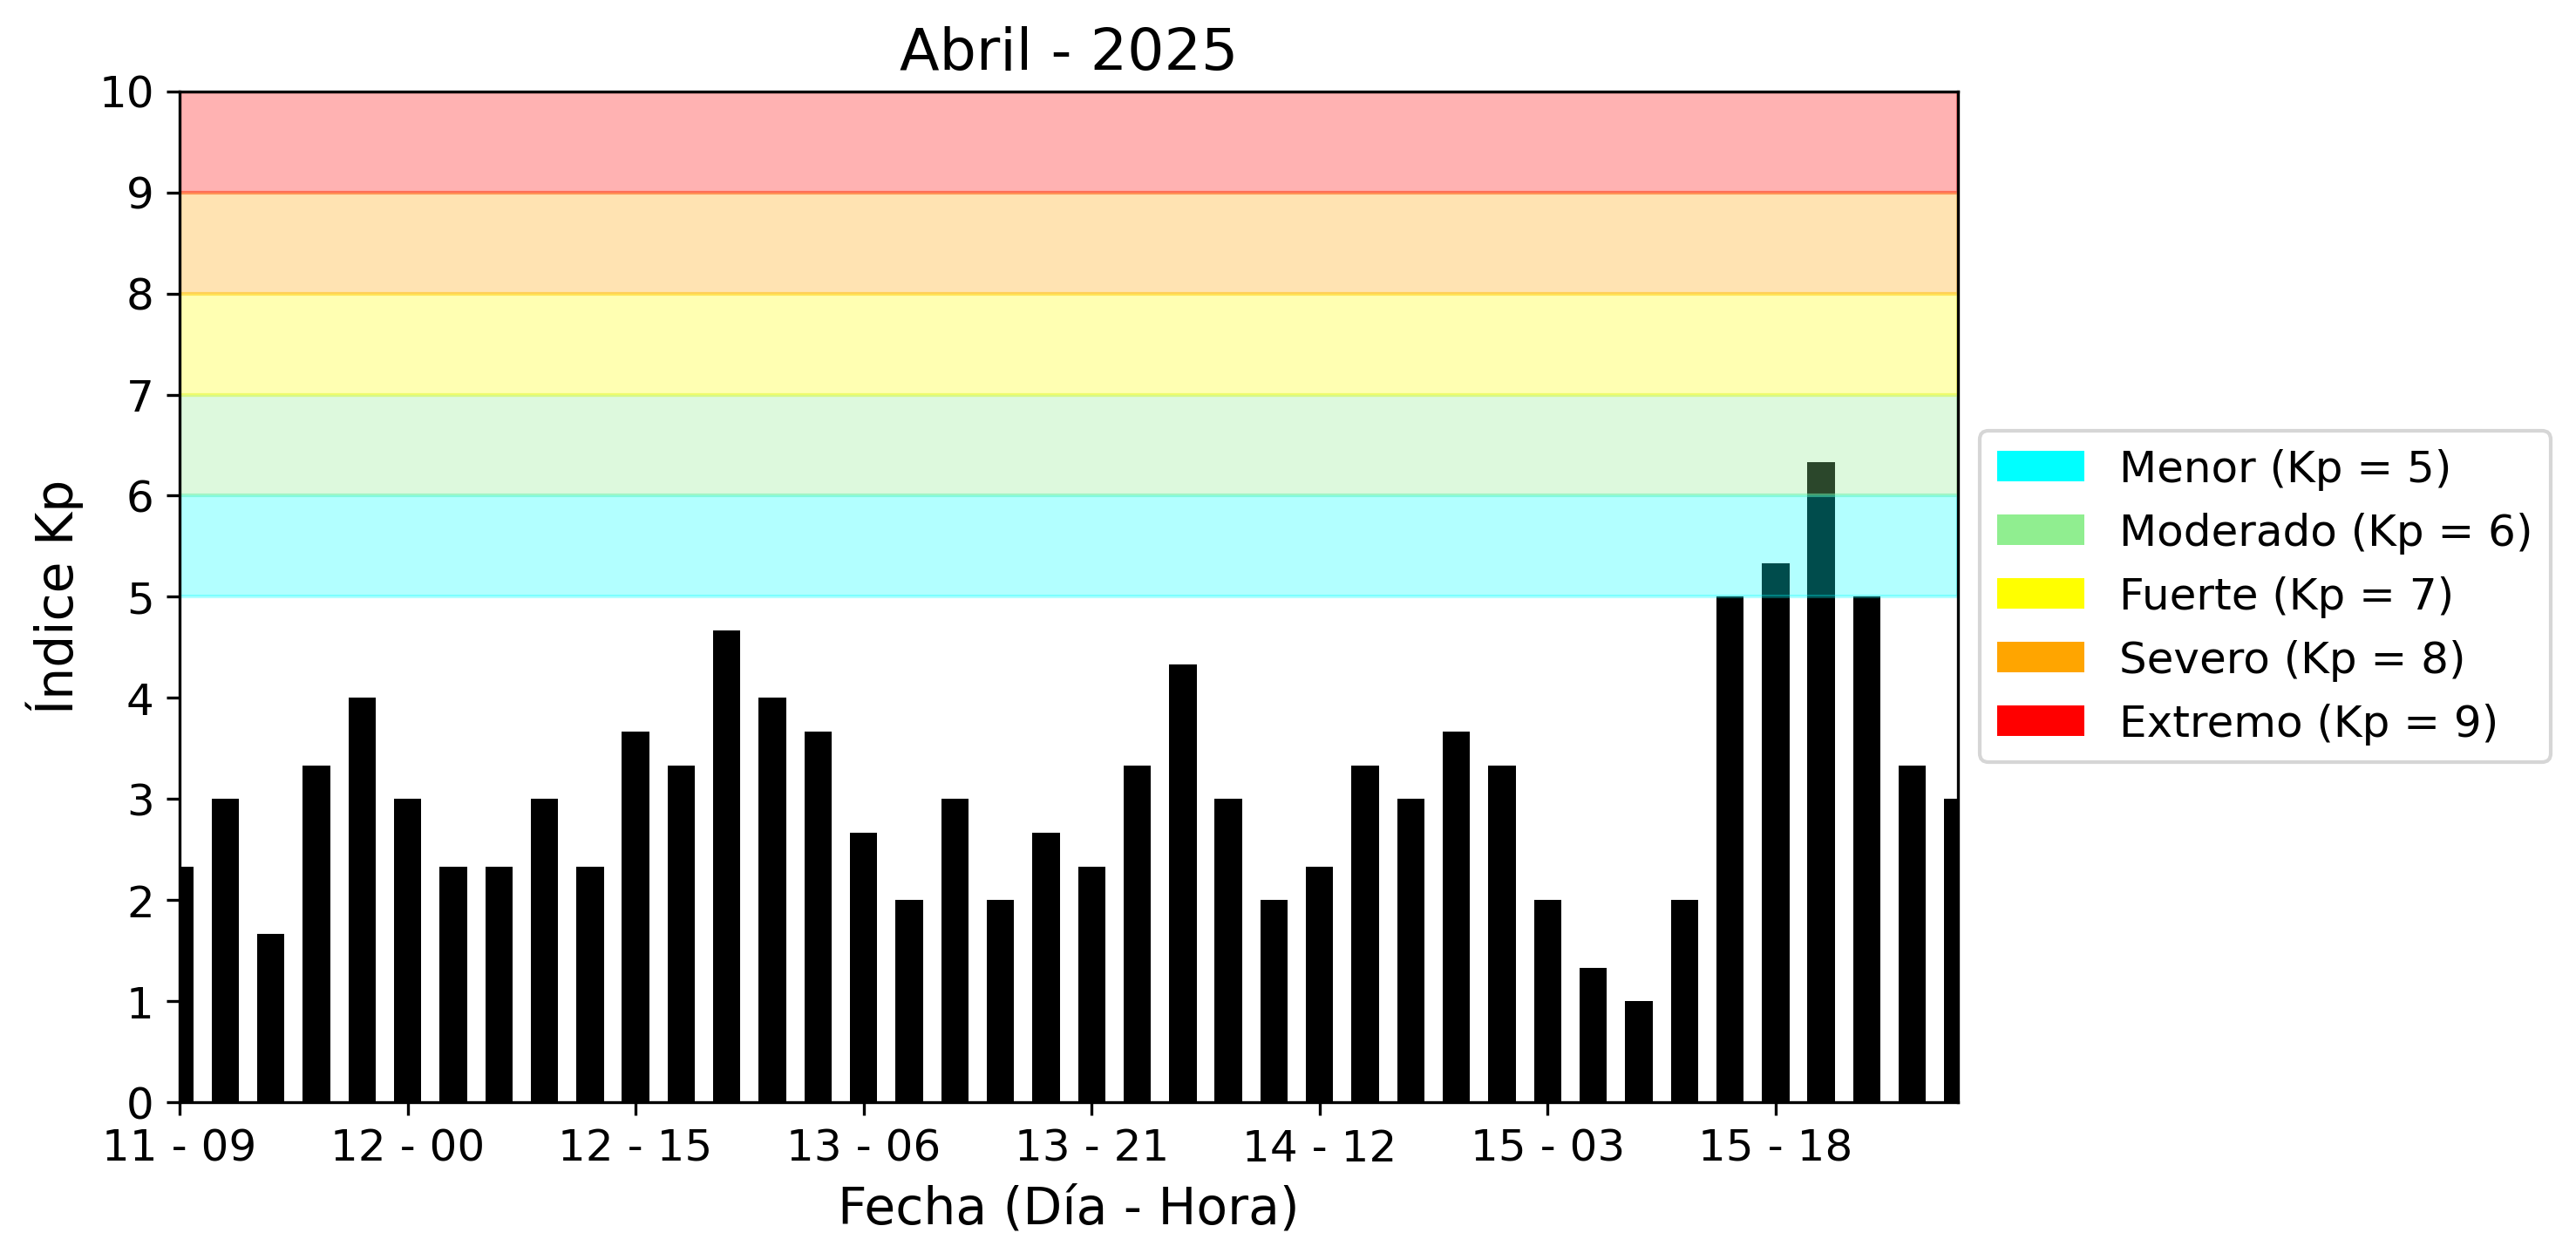 Abril - 2025
10
9
8
7
6
5
4
3
2
1
0
Índice Kp
11 - 09
12 - 00
12 - 15
13 - 06
13 - 21
14 - 12
15 - 03
15 - 18
Fecha (Día - Hora)
Menor (Kp = 5)
Moderado (Kp = 6)
Fuerte (Kp = 7)
Severo (Kp = 8)
Extremo (Kp = 9)